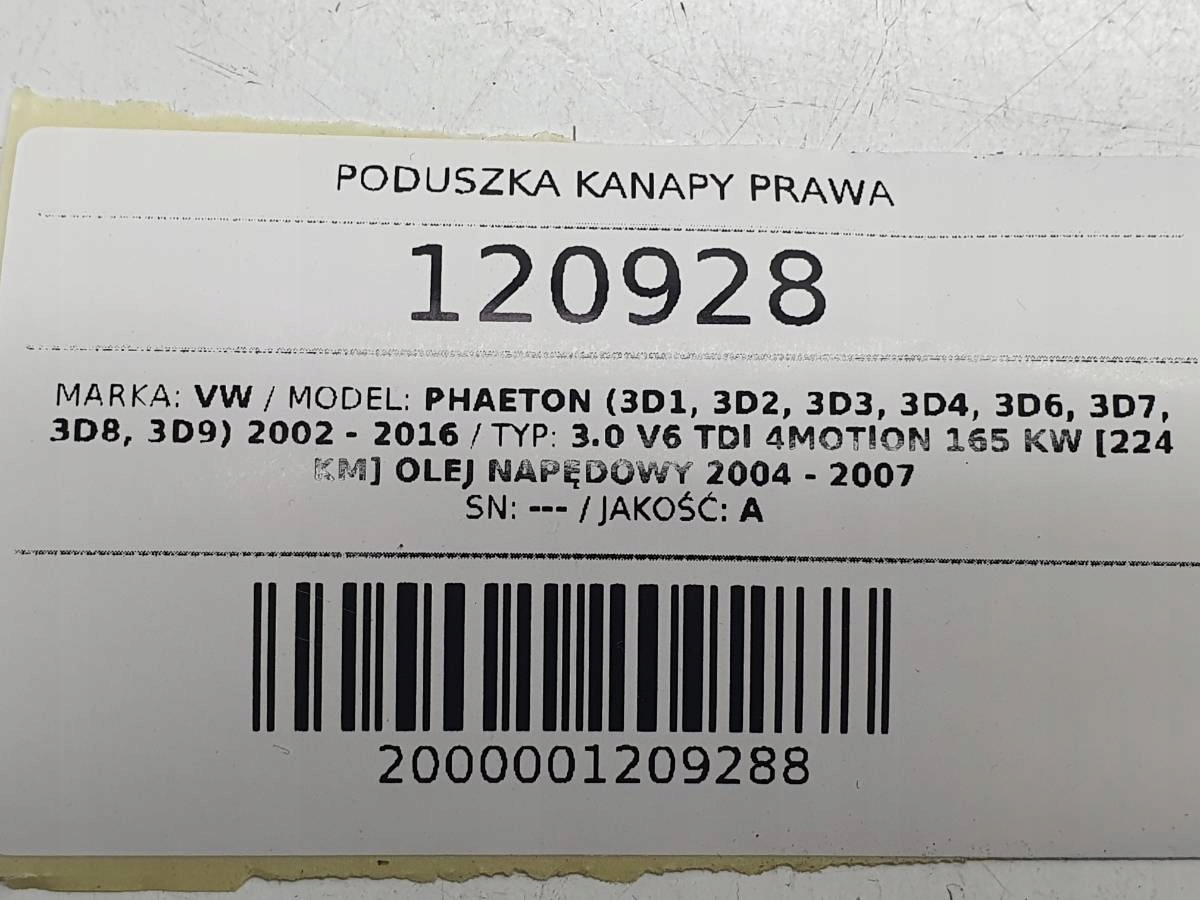 PODUSZKA KANAPY PRAWA
120928
MARKA: VW / MODEL: PHAETON (3D1, 3D2, 3D3, 3D4, 3D6, 3D7,
3D8, 3D9) 2002 - 2016 / TYP: 3.0 V6 TDI 4MOTION 165 KW [224
KM] OLEJ NAPĘDOWY 2004 - 2007
SN: --- / JAKOŚĆ: A
2000001209288